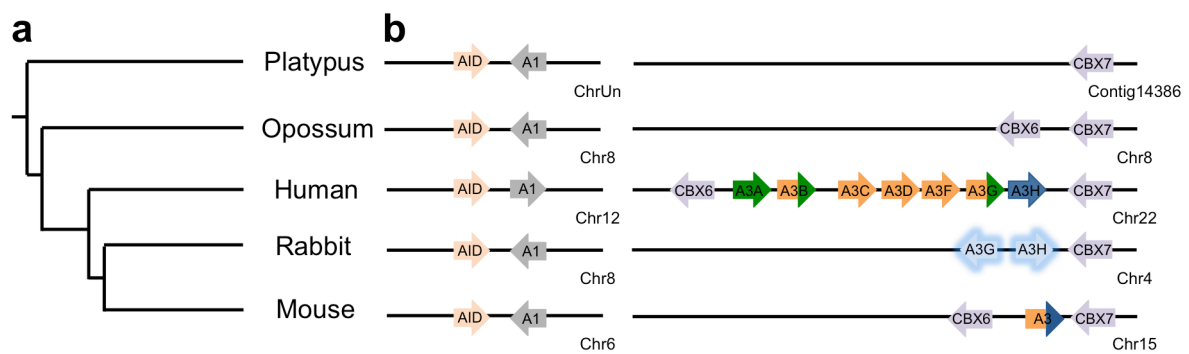 a b
Platypus AID A1 CBX7
ChrUn Contig14386
Opossum AID A1 CBX6 CBX7
Chr8 Chr8
Human AID A1 CBX6 A3A A3B A3C A3D A3F A3G A3H CBX7
Chr12 Chr22
Rabbit AID A1 A3G A3H CBX7
Chr8 Chr4
Mouse AID A1 CBX6 A3 CBX7
Chr6 Chr15